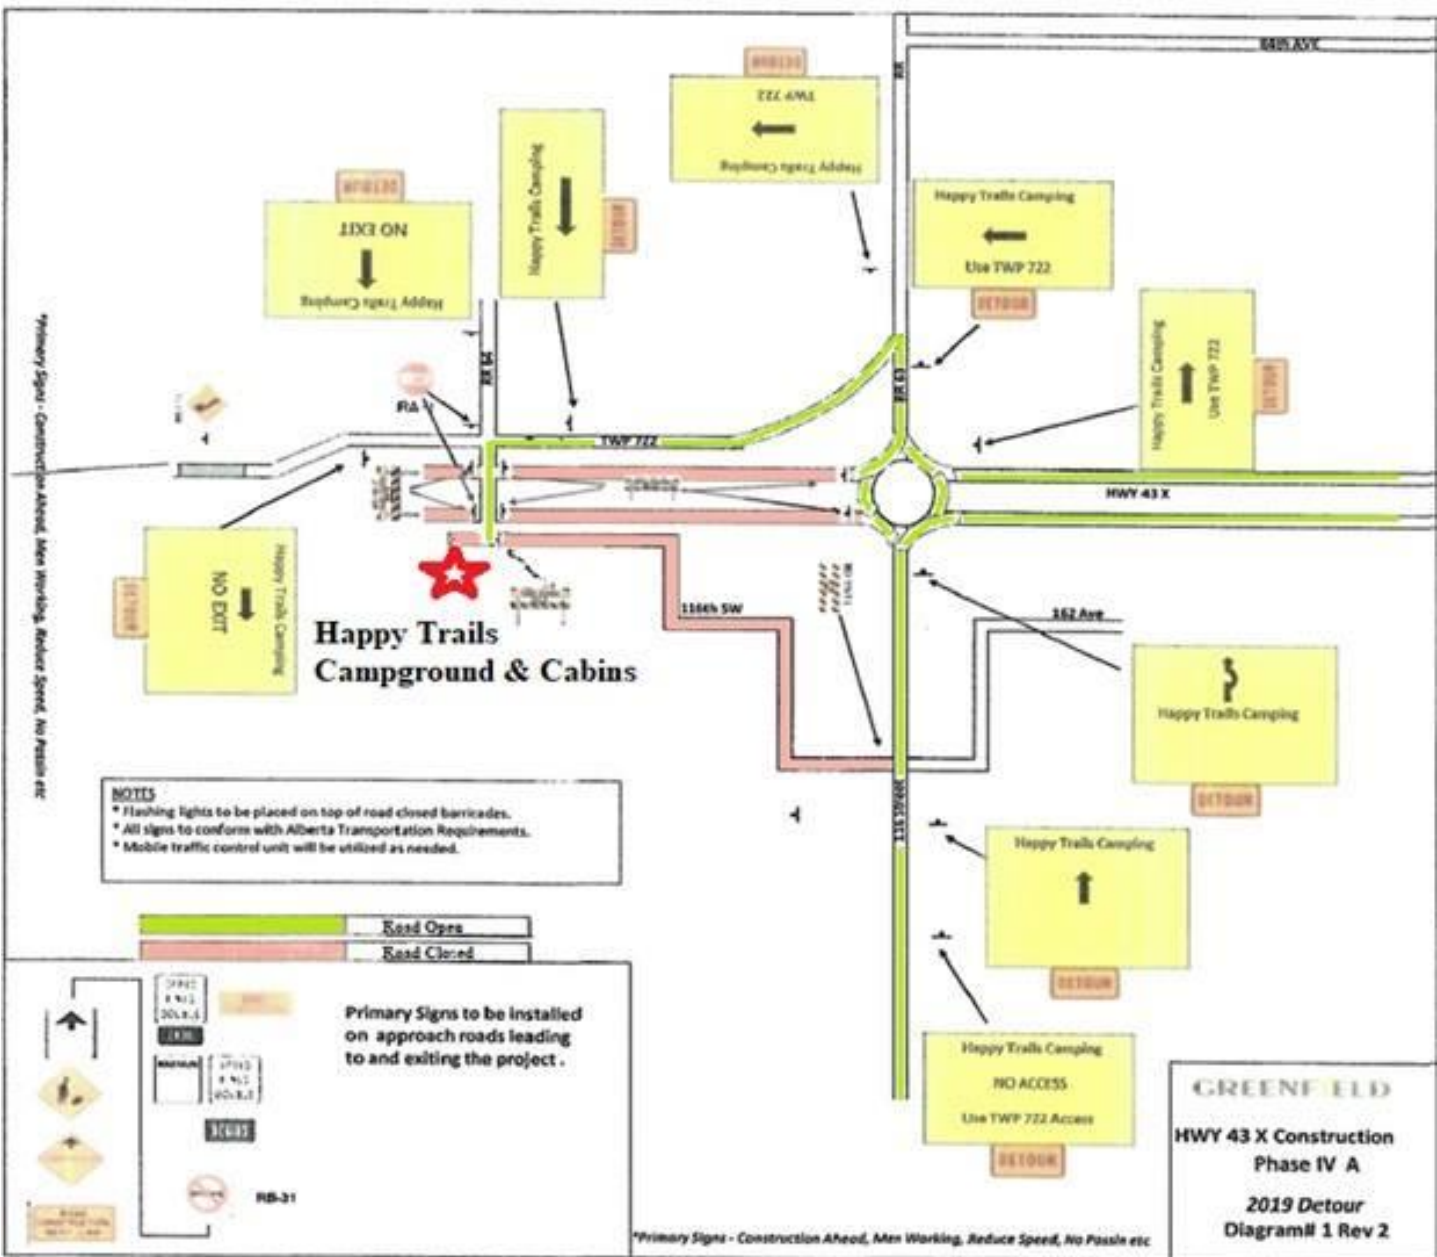 84th AVE
RR
DETOUR
TWP 722
Happy Trails Camping
Happy Trails Camping
DETOUR
Happy Trails Camping
Use TWP 722
DETOUR
DETOUR
NO EXIT
Happy Trails Camping
Happy Trails Camping
Use TWP 722
DETOUR
RR 64
RR 63
RA
TWP 722
HWY 43 X
Happy Trails Camping
NO EXIT
DETOUR
Happy Trails
Campground & Cabins
116th SW
162 Ave
Happy Trails Camping
DETOUR
116 Street
Happy Trails Camping
DETOUR
Happy Trails Camping
NO ACCESS
Use TWP 722 Access
DETOUR
*Primary Signs - Construction Ahead, Men Working, Reduce Speed, No Passin etc
NOTES
* Flashing lights to be placed on top of road closed barricades.
* All signs to conform with Alberta Transportation Requirements.
* Mobile traffic control unit will be utilized as needed.
Road Open
Road Closed
Primary Signs to be installed
on approach roads leading
to and exiting the project .
MAXIMUM
RB-31
*Primary Signs - Construction Ahead, Men Working, Reduce Speed, No Passin etc
GREENFIELD
HWY 43 X Construction
Phase IV A
2019 Detour
Diagram# 1 Rev 2